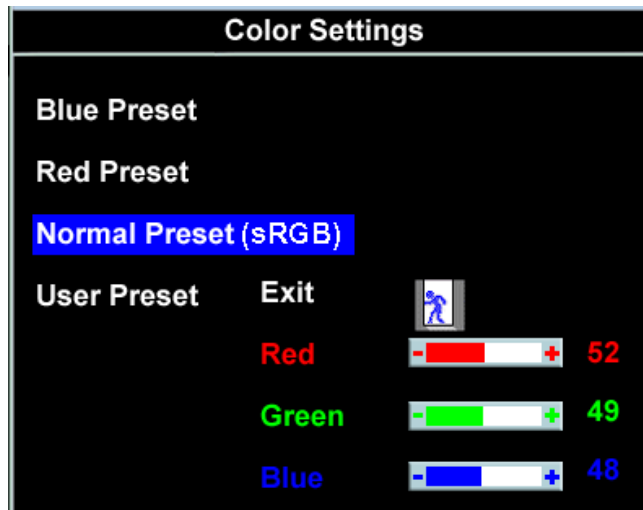 Color Settings
Blue Preset
Red Preset
Normal Preset (sRGB)
User Preset Exit
Red - + 52
Green - + 49
Blue - + 48